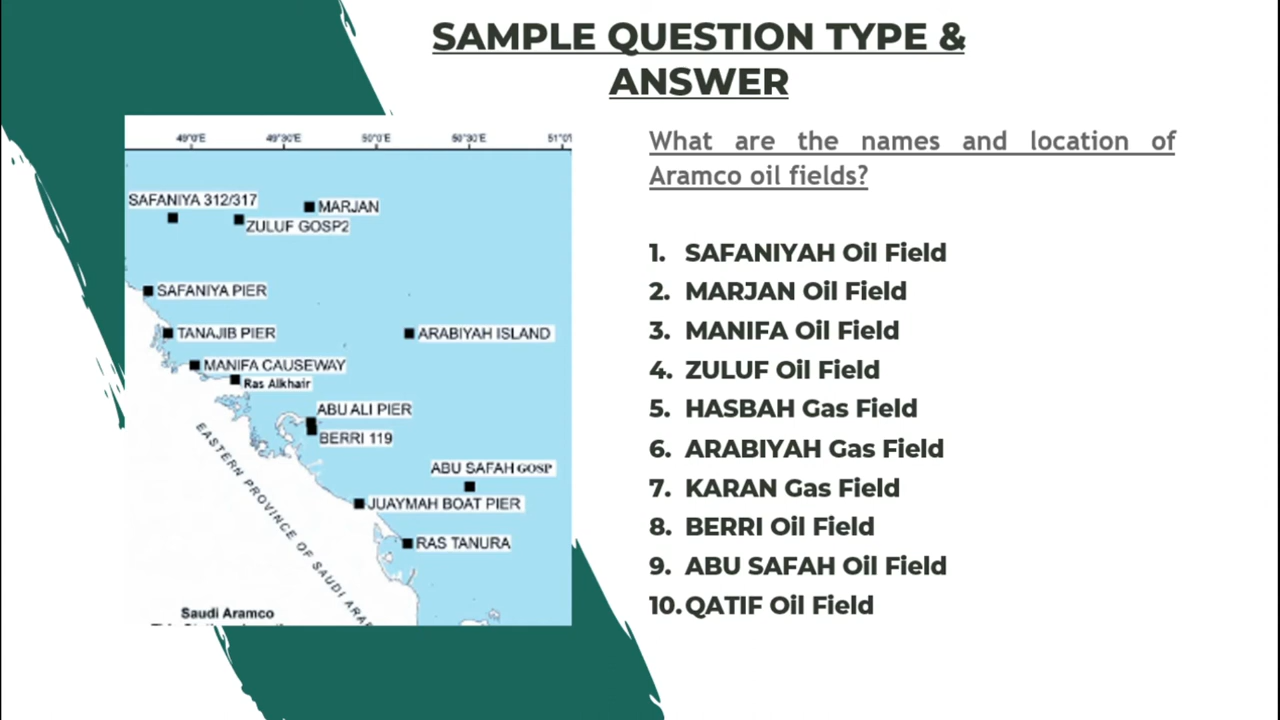 SAMPLE QUESTION TYPE &
ANSWER
What are the names and location of
Aramco oil fields?
1. SAFANIYAH Oil Field
2. MARJAN Oil Field
3. MANIFA Oil Field
4. ZULUF Oil Field
5. HASBAH Gas Field
6. ARABIYAH Gas Field
7. KARAN Gas Field
8. BERRI Oil Field
9. ABU SAFAH Oil Field
10. QATIF Oil Field
49°0'E 49°30'E 50°0'E 50°30'E
SAFANIYA 312/317
MARJAN
ZULUF GOSP2
SAFANIYA PIER
TANAJIB PIER
ARABIYAH ISLAND
MANIFA CAUSEWAY
Ras Alkhair
ABU ALI PIER
BERRI 119
ABU SAFAH GOSP
JUAYMAH BOAT PIER
RAS TANURA
EASTERN PROVINCE OF SAUDI ARA
Saudi Aramco